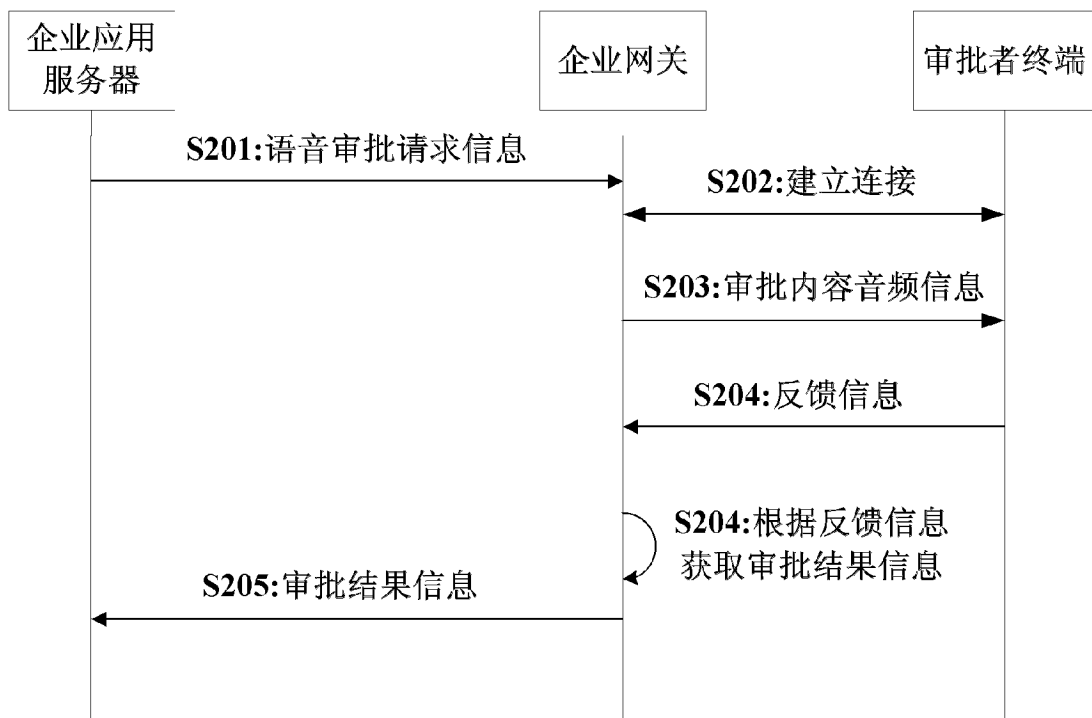 企业应用
服务器
企业网关
审批者终端
S201:语音审批请求信息
S202:建立连接
S203:审批内容音频信息
S204:反馈信息
S204:根据反馈信息
获取审批结果信息
S205:审批结果信息